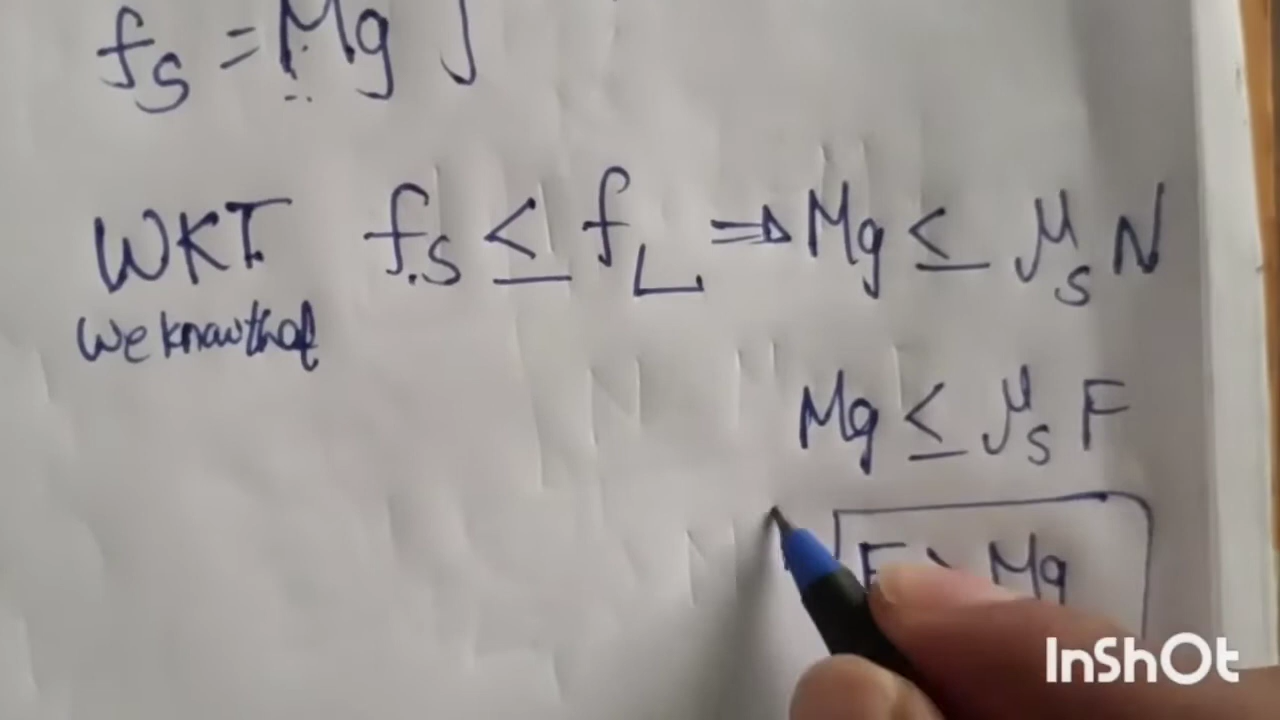 fs = Mg
WKT fs ≤ fL ⇒ Mg ≤ μs N
We know that
Mg ≤ μs F
Mg
InShOt